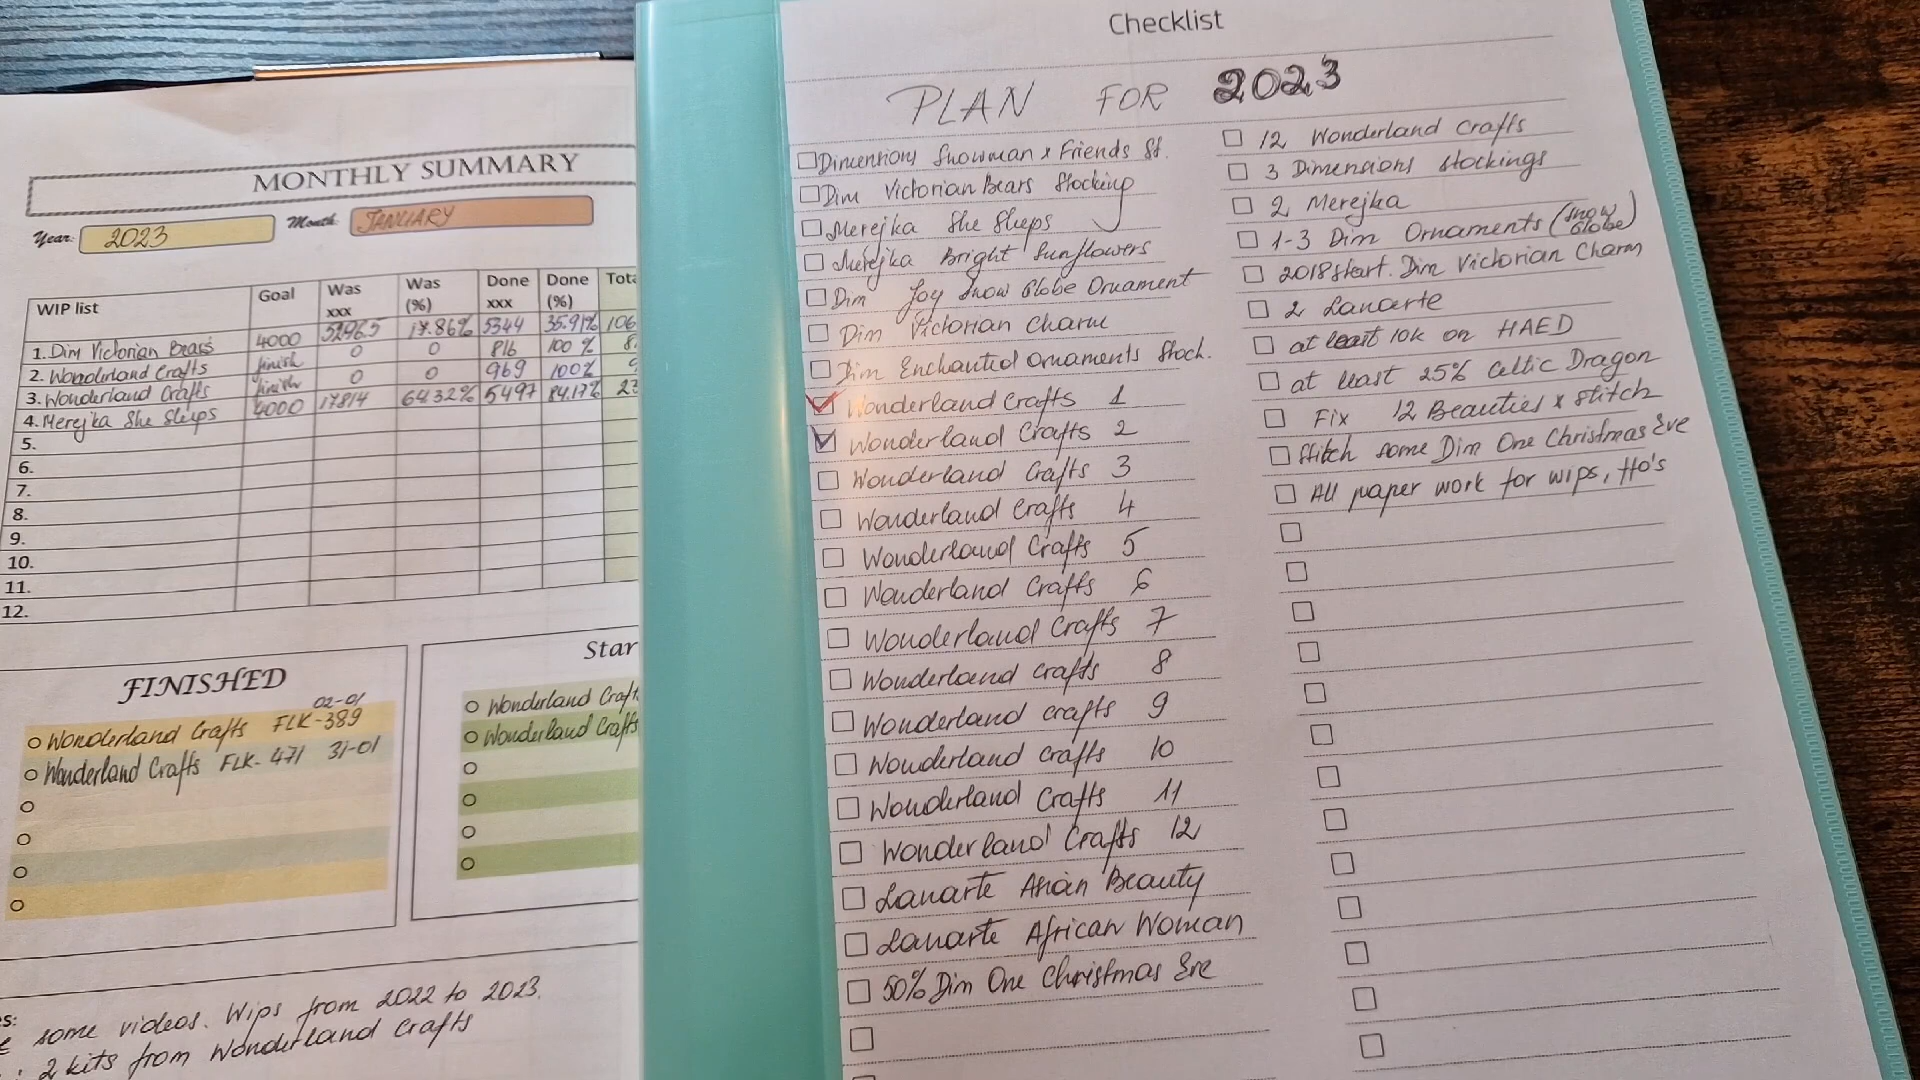 MONTHLY SUMMARY
Year: 2023 Month: JANUARY
WIP list Goal Was xxx Was (%) Done xxx Done (%)
1. Dim Victorian Bears 4000 17.86% 5344 35.91%
2. Wonderland Crafts finish 0 0 816 100%
3. Wonderland Crafts finish 0 0 969 100%
4. Merejka She Sleeps 4000 17814 64.32% 5497 84.17%
5.
6.
7.
8.
9.
10.
11.
12.
FINISHED
Wonderland Crafts FLK-389 02-01
Wonderland Crafts FLK-471 31-01
Wonderland
Wonderland Crafts
some videos. Wips from 2022 to 2023.
: 2 kits from Wonderland Crafts
Checklist
PLAN FOR 2023
Dimensions Snowman & Friends St.
Dim Victorian Bears Stocking
Merejka She Sleeps
Merejka Bright Sunflowers
Dim Joy Snow Globe Ornament
Dim Victorian Charm
Dim Enchanted Ornaments Stock.
Wonderland Crafts 1
Wonderland Crafts 2
Wonderland Crafts 3
Wonderland Crafts 4
Wonderland Crafts 5
Wonderland Crafts 6
Wonderland Crafts 7
Wonderland Crafts 8
Wonderland Crafts 9
Wonderland Crafts 10
Wonderland Crafts 11
Wonderland Crafts 12
Lanarte Asian Beauty
Lanarte African Woman
50% Dim One Christmas Eve
12 Wonderland Crafts
3 Dimensions stockings
2 Merejka
1-3 Dim Ornaments (Snow Globe)
2018 start. Dim Victorian Charm
2 Lanarte
at least 10k on HAED
at least 25% Celtic Dragon
Fix 12 Beauties & stitch
Stitch some Dim One Christmas Eve
All paper work for wips, tto's